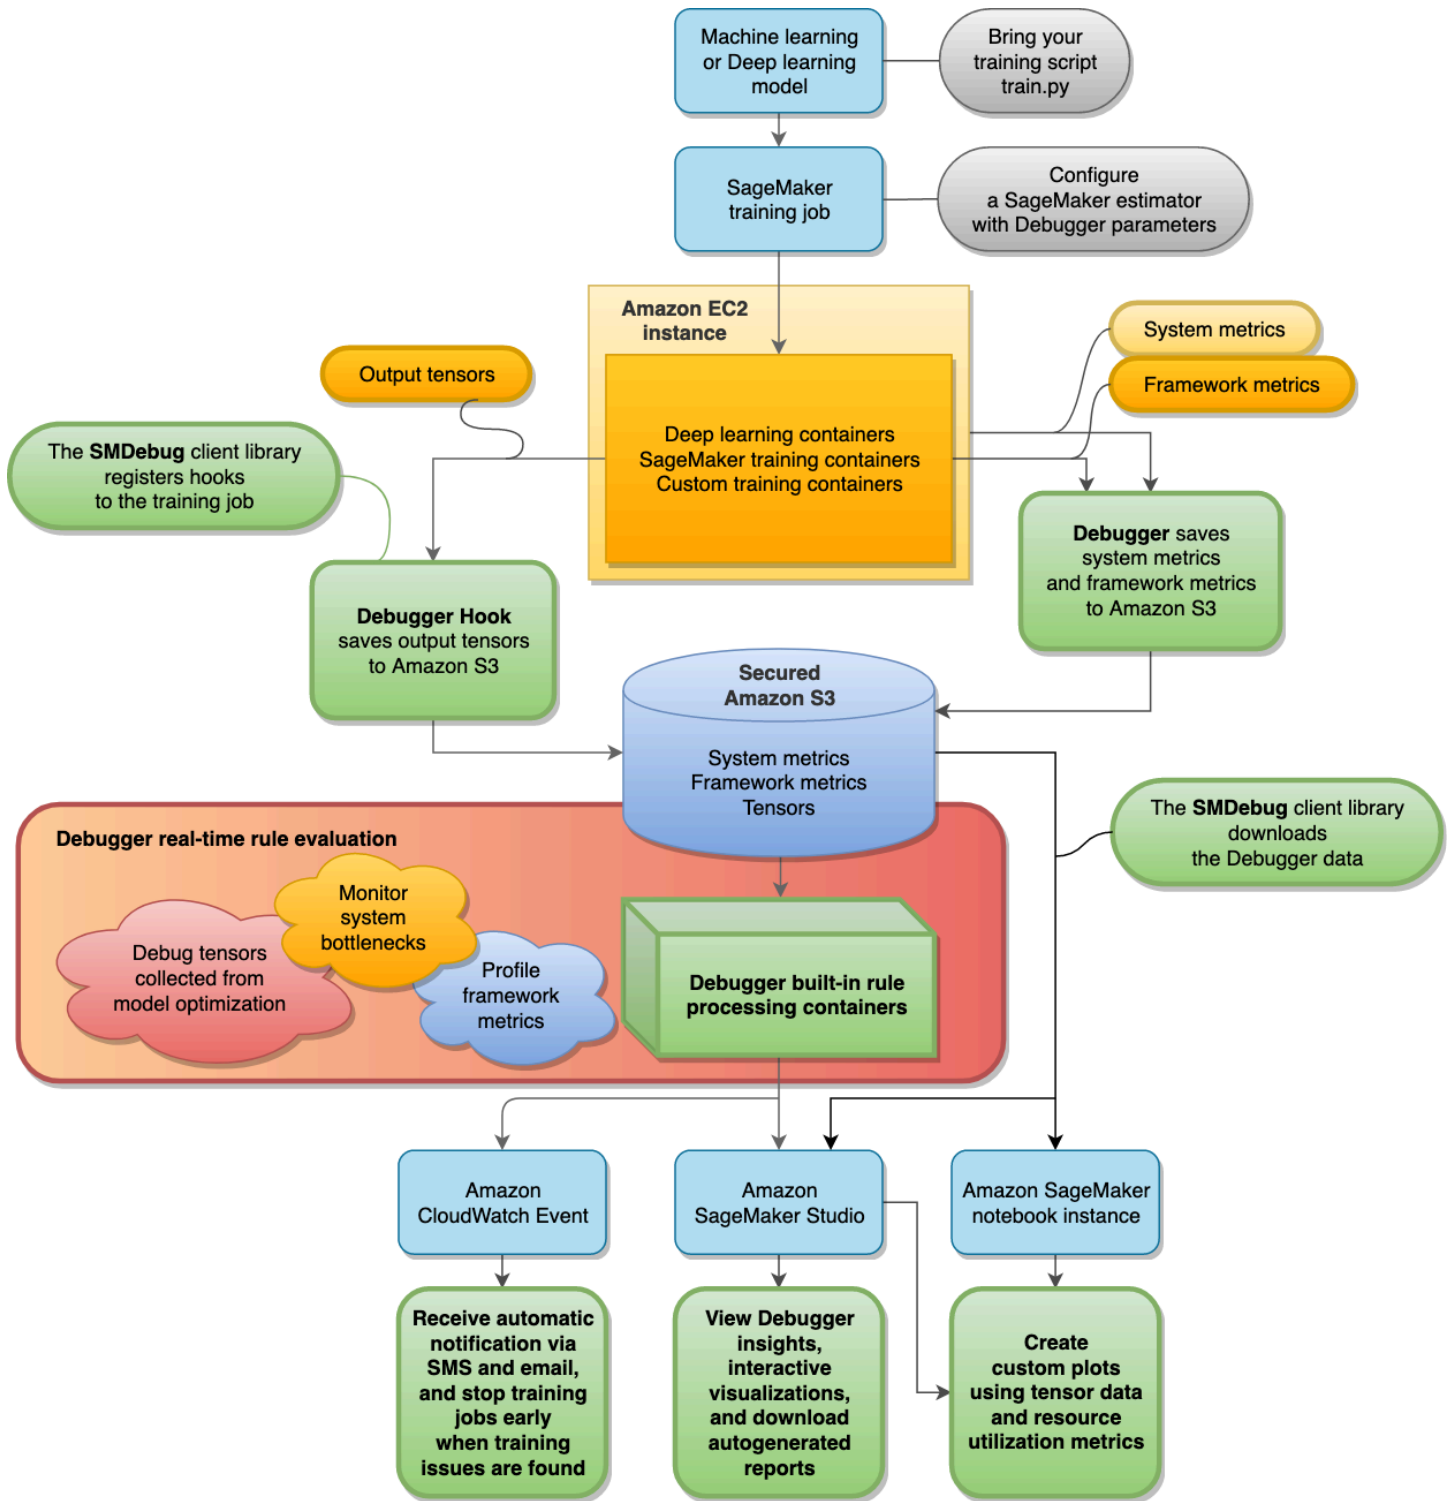 Machine learning
or Deep learning
model
Bring your
training script
train.py
SageMaker
training job
Configure
a SageMaker estimator
with Debugger parameters
Amazon EC2
instance
System metrics
Framework metrics
Output tensors
Deep learning containers
SageMaker training containers
Custom training containers
The SMDebug client library
registers hooks
to the training job
Debugger saves
system metrics
and framework metrics
to Amazon S3
Debugger Hook
saves output tensors
to Amazon S3
Secured
Amazon S3
System metrics
Framework metrics
Tensors
The SMDebug client library
downloads
the Debugger data
Debugger real-time rule evaluation
Monitor
system
bottlenecks
Debug tensors
collected from
model optimization
Profile
framework
metrics
Debugger built-in rule
processing containers
Amazon
CloudWatch Event
Amazon
SageMaker Studio
Amazon SageMaker
notebook instance
Receive automatic
notification via
SMS and email,
and stop training
jobs early
when training
issues are found
View Debugger
insights,
interactive
visualizations,
and download
autogenerated
reports
Create
custom plots
using tensor data
and resource
utilization metrics